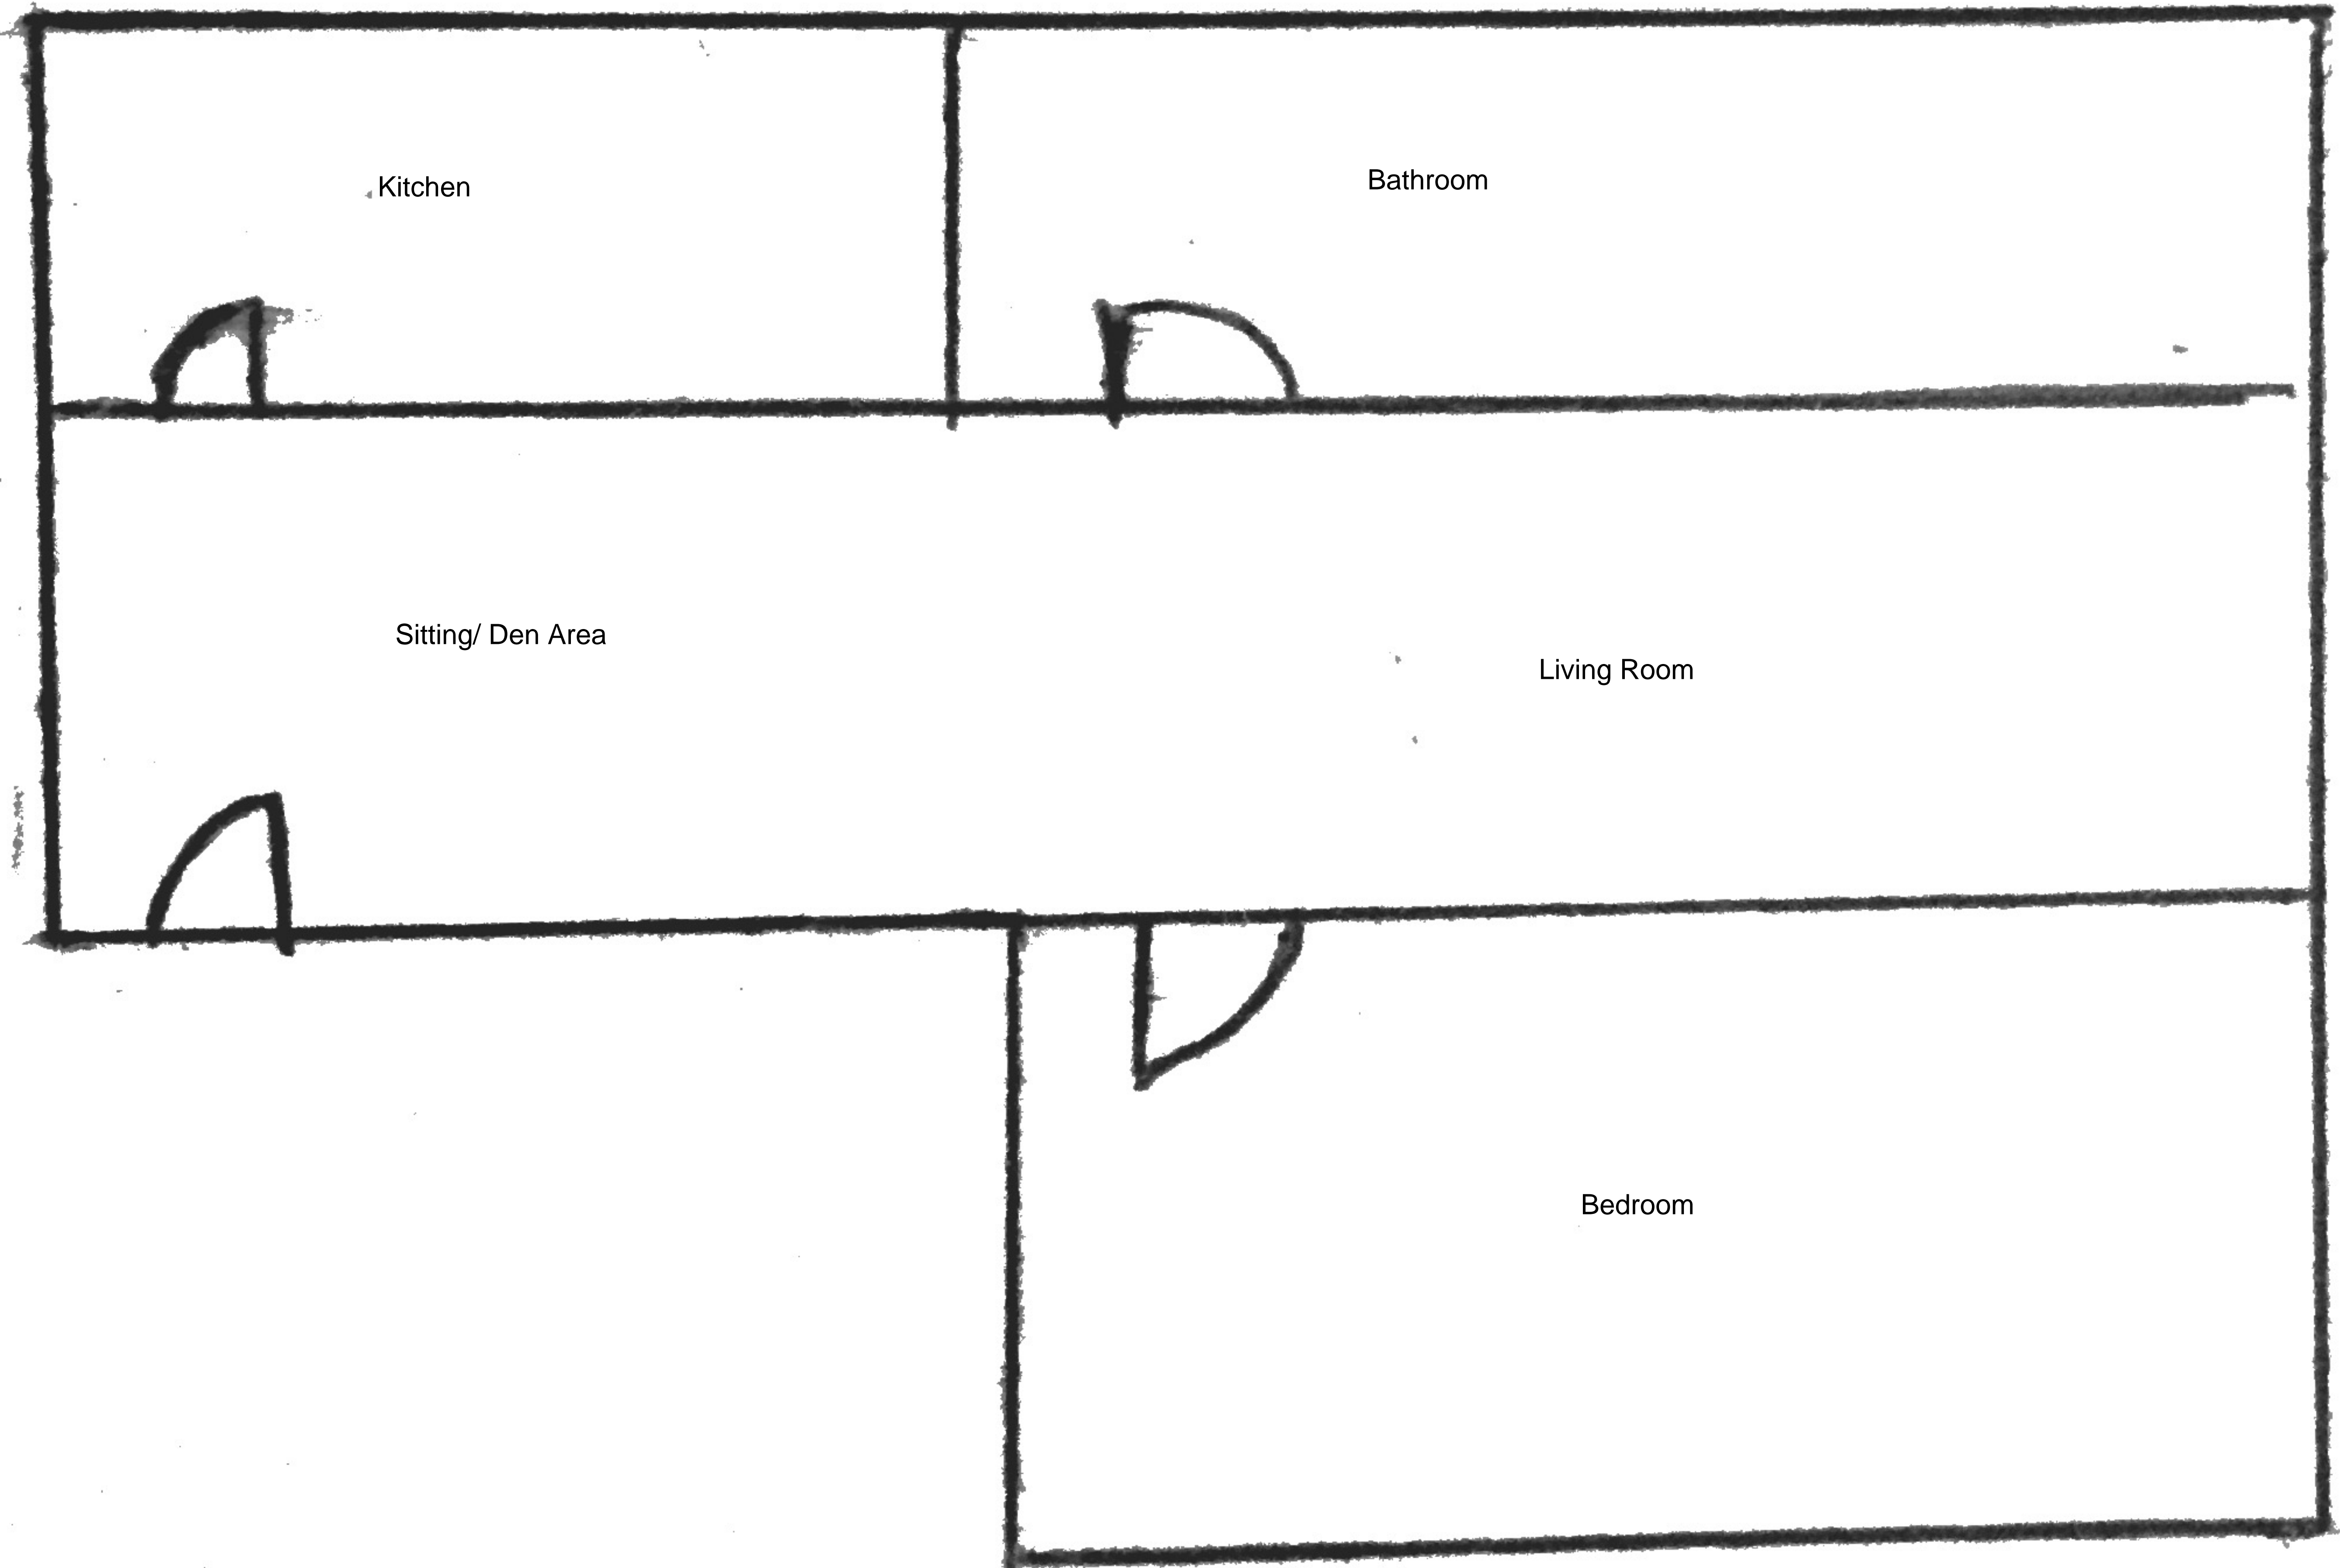 Kitchen
Bathroom
Sitting/ Den Area
Living Room
Bedroom